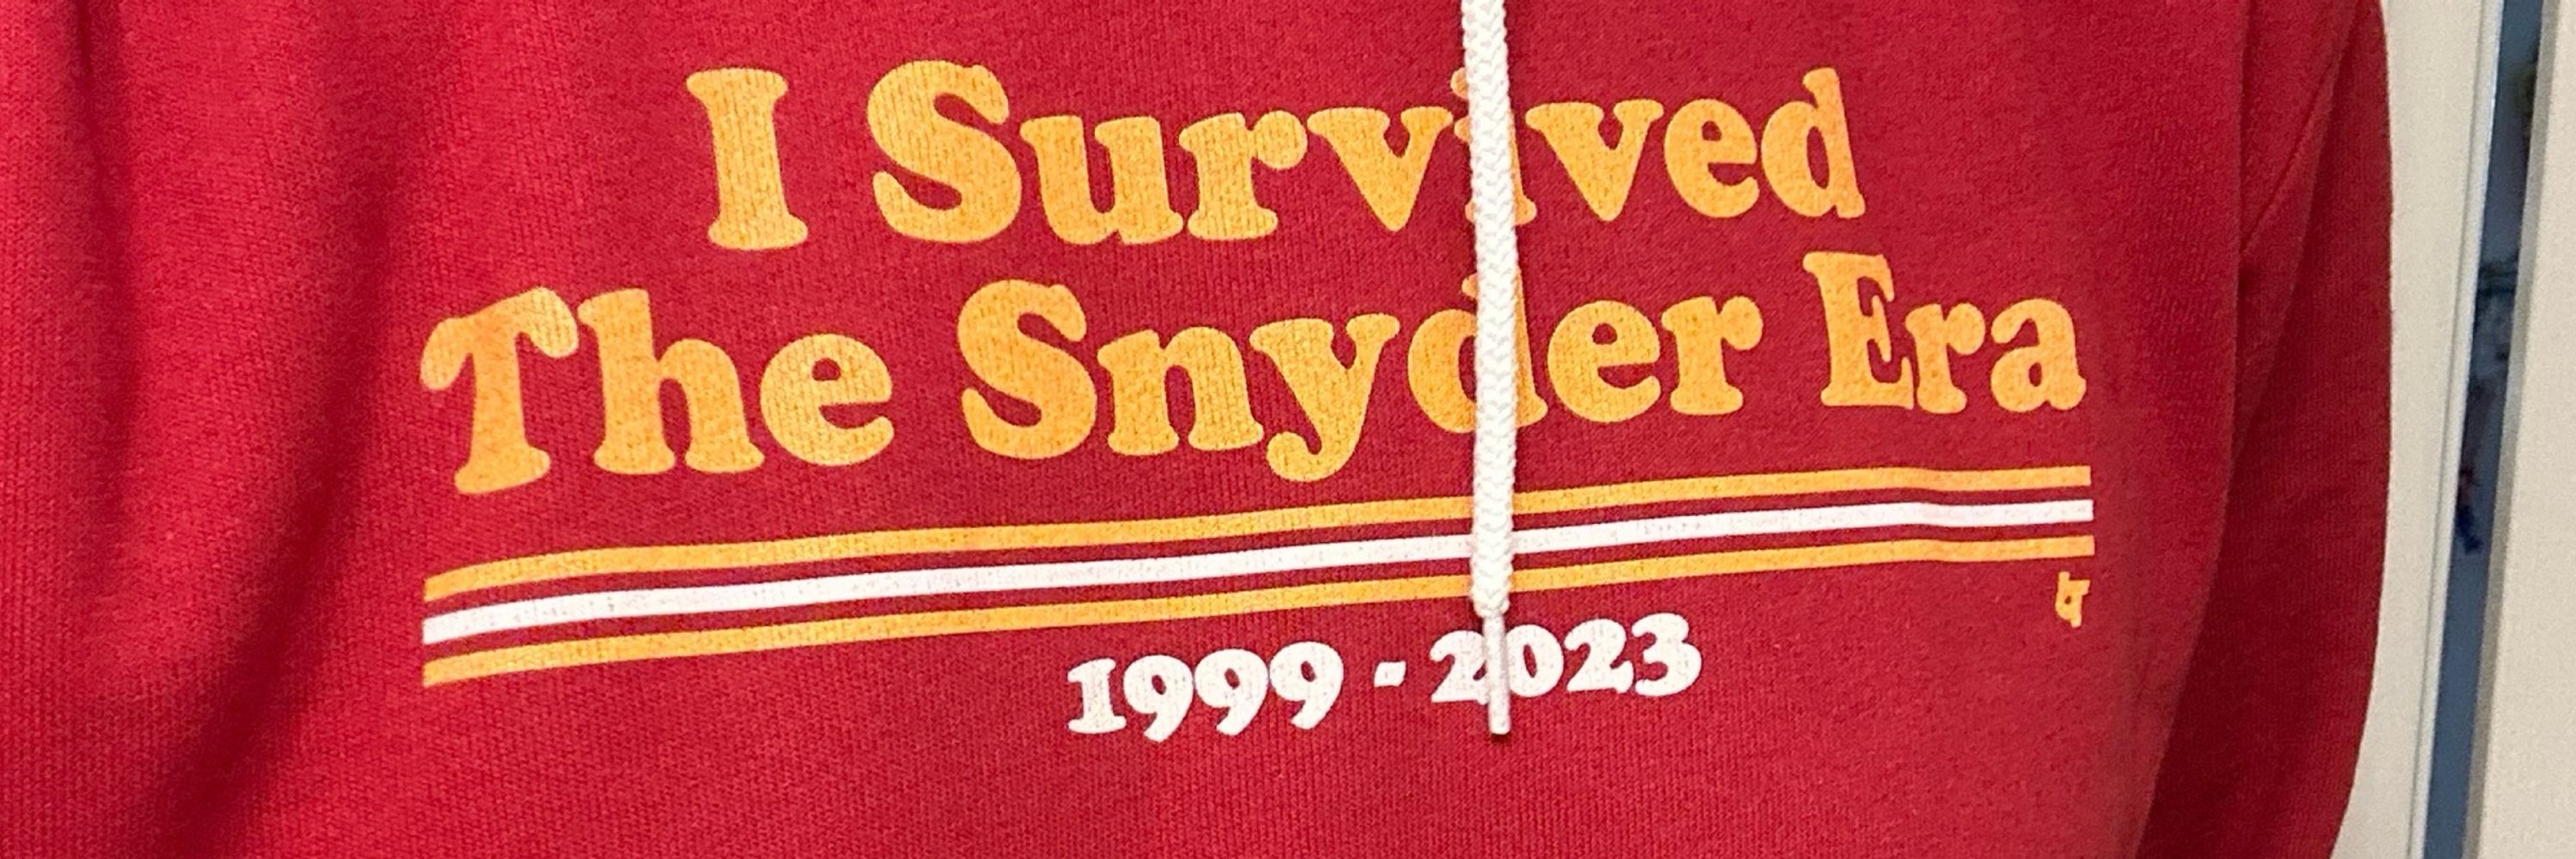 I Survived
The Snyder Era
1999 - 2023